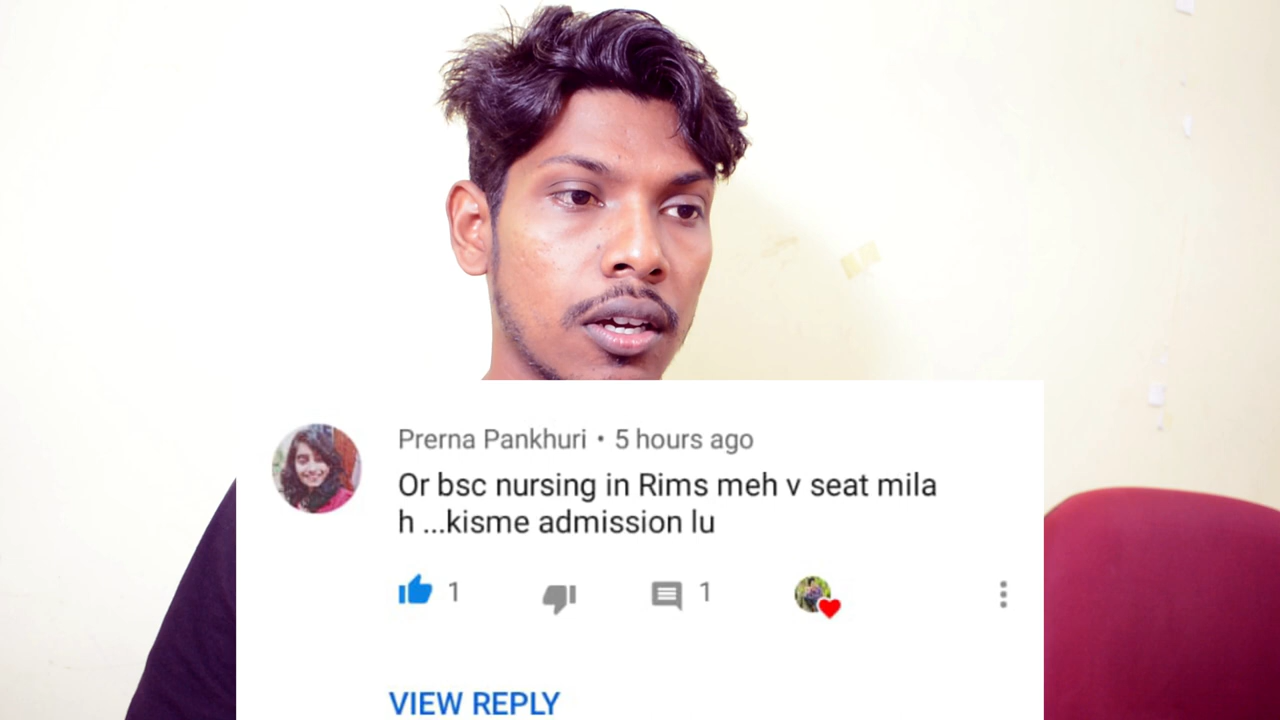 Prerna Pankhuri • 5 hours ago
Or bsc nursing in Rims meh v seat mila
h ...kisme admission lu
1 1
VIEW REPLY